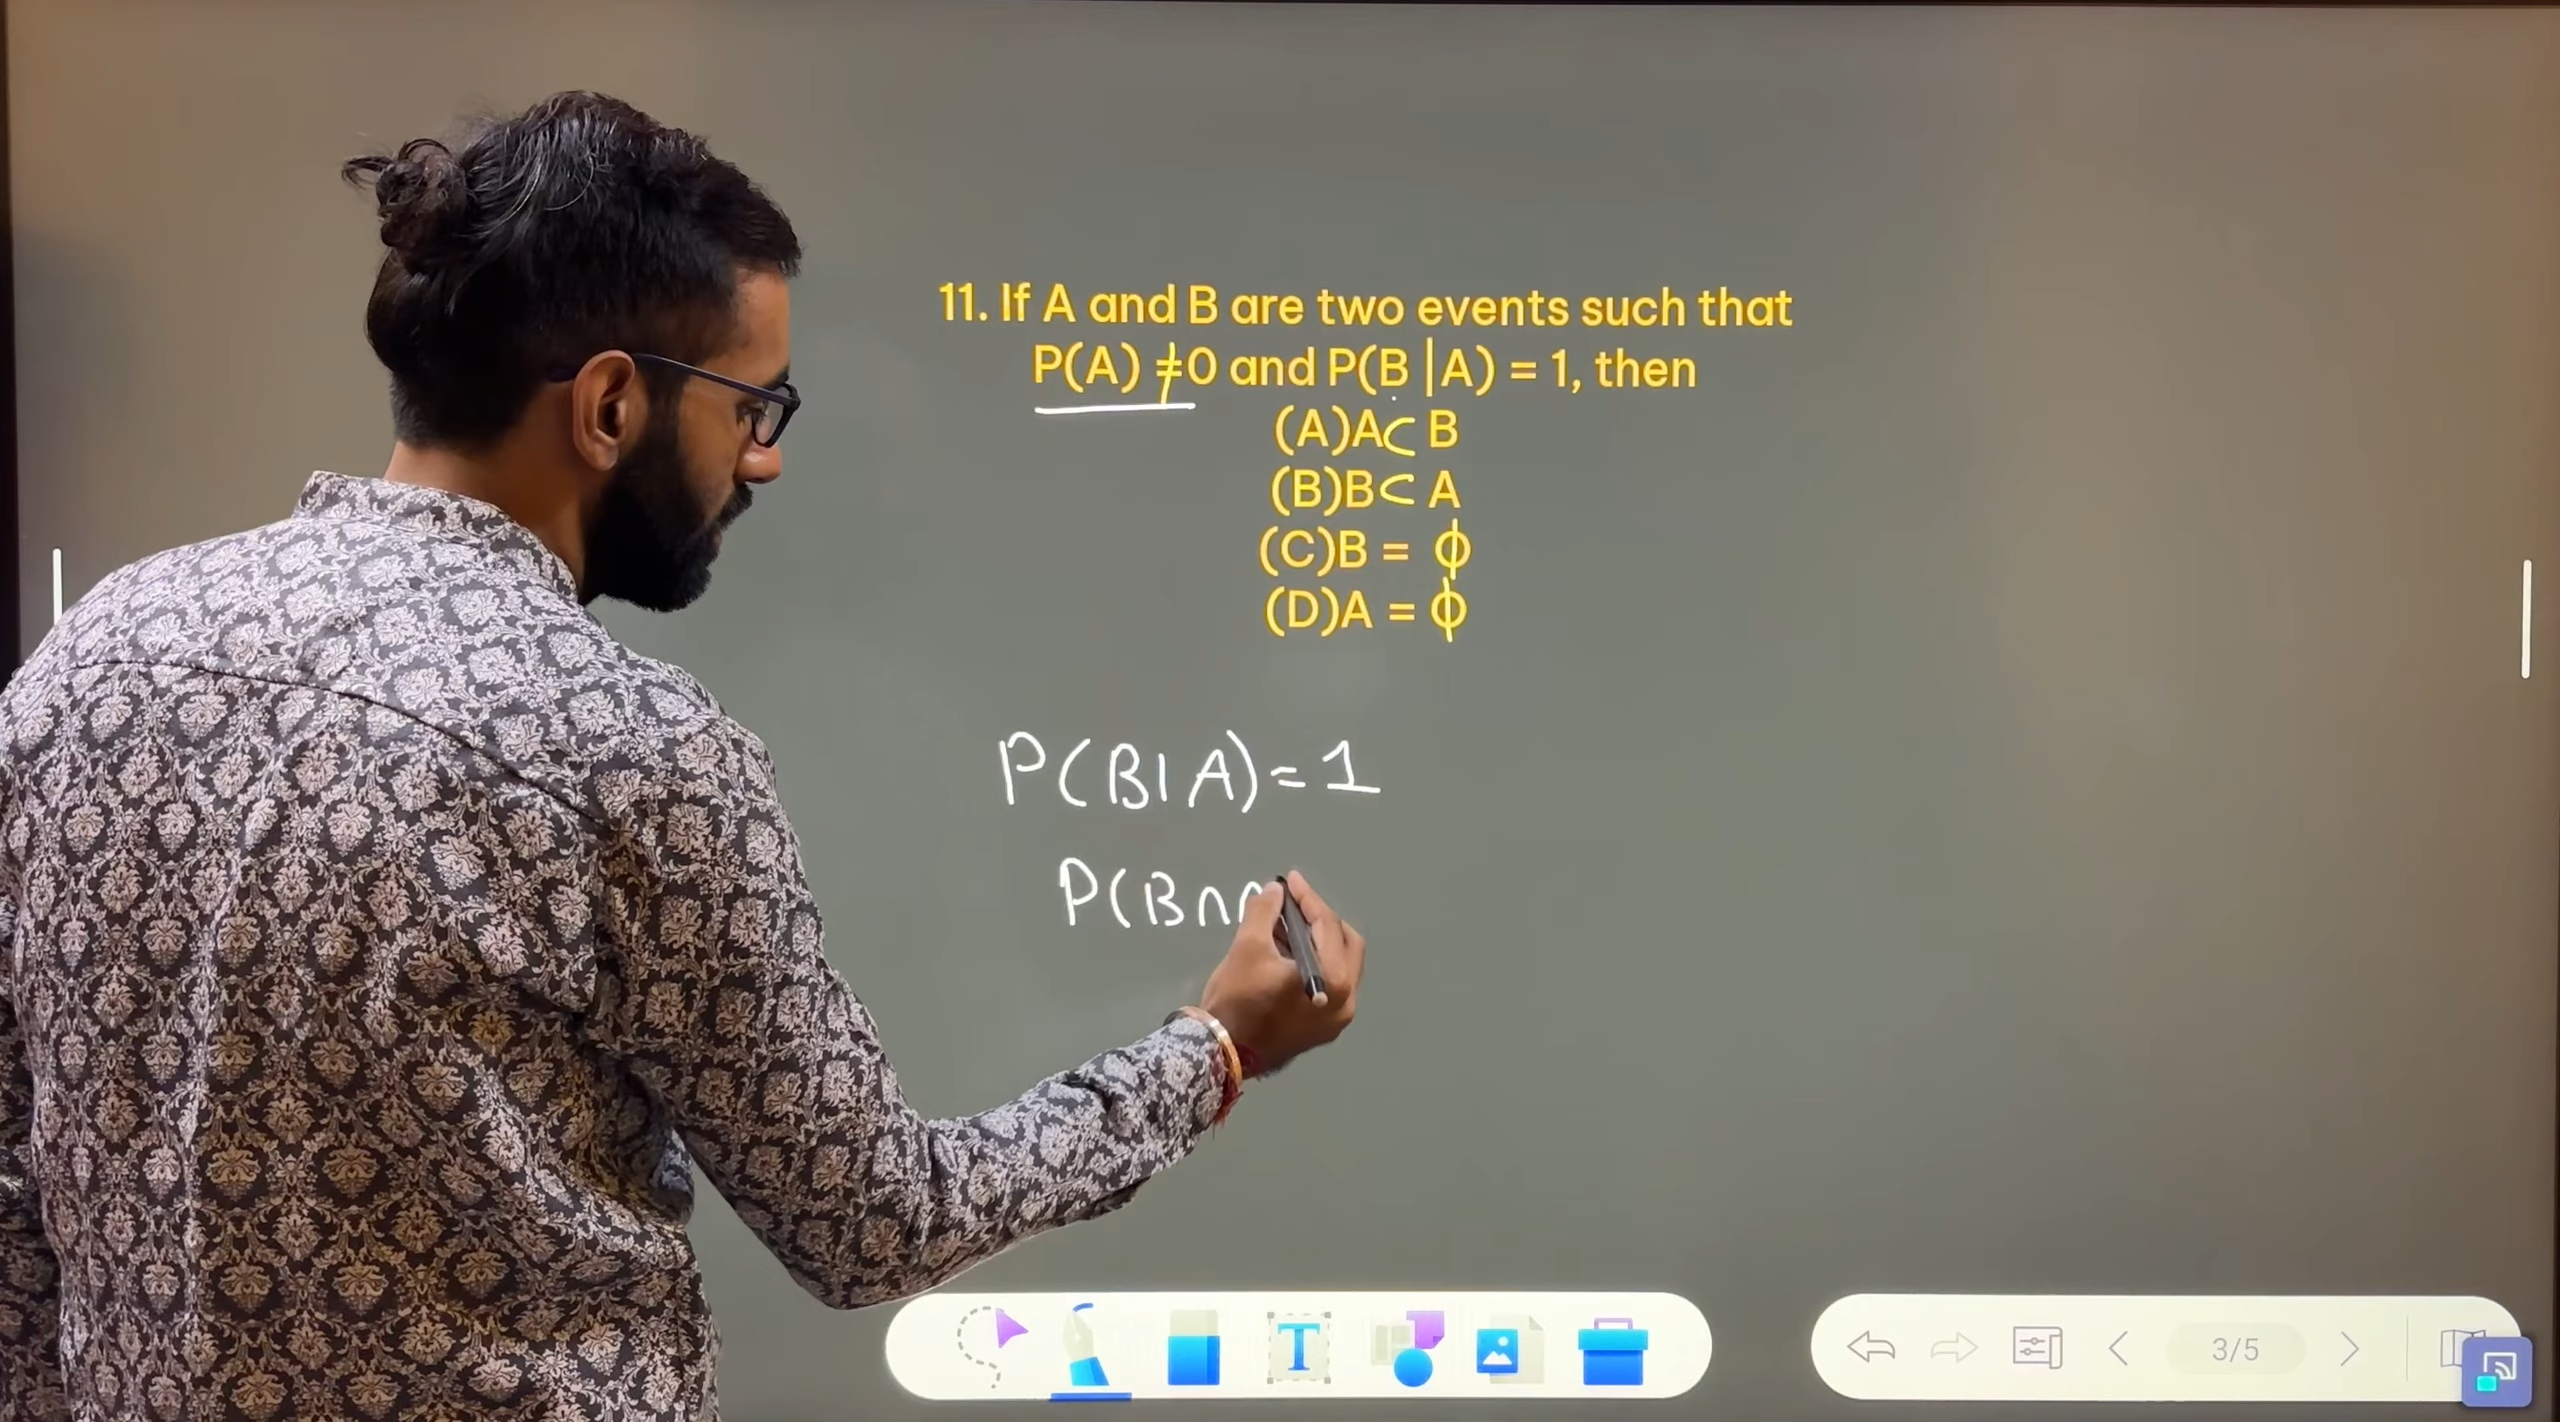 11. If A and B are two events such that
P(A) ≠0 and P(B | A) = 1, then
(A)A⊂ B
(B)B⊂ A
(C)B = ϕ
(D)A = ϕ
P(B|A)=1
P(B∩
T
3/5